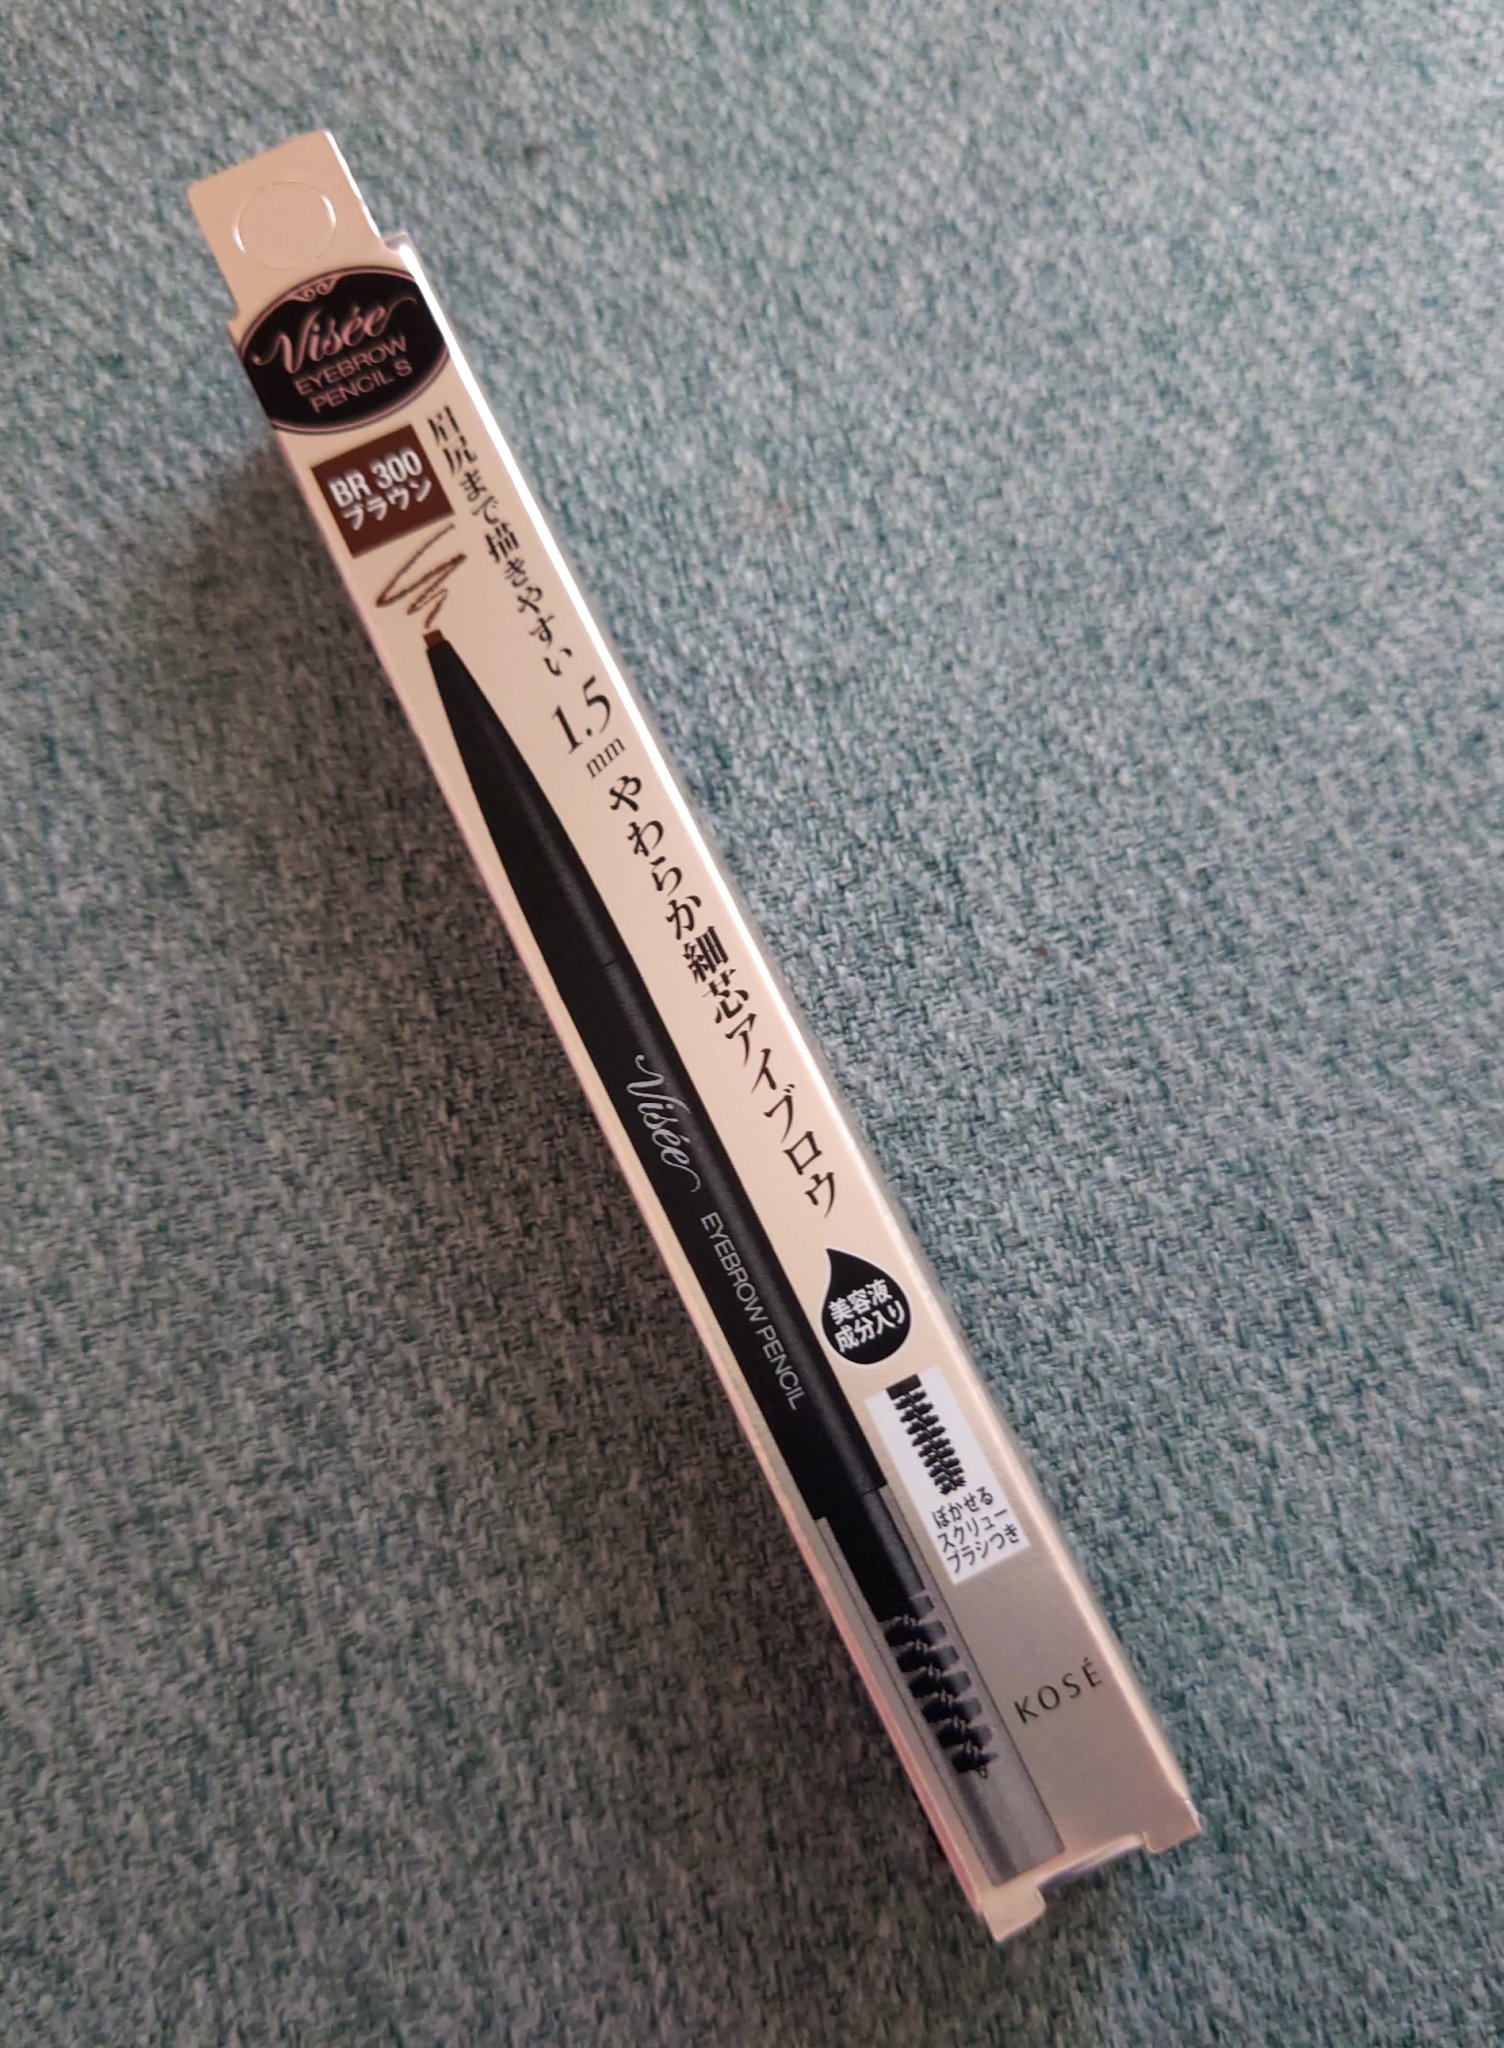 Visée
EYEBROW
PENCIL S
BR 300
ブラウン
眉尻まで描きやすい
1.5
mm
やわらか細芯アイブロウ
Visée
EYEBROW PENCIL
美容液
成分入り
ぼかせる
スクリュー
ブラシつき
KOSÉ